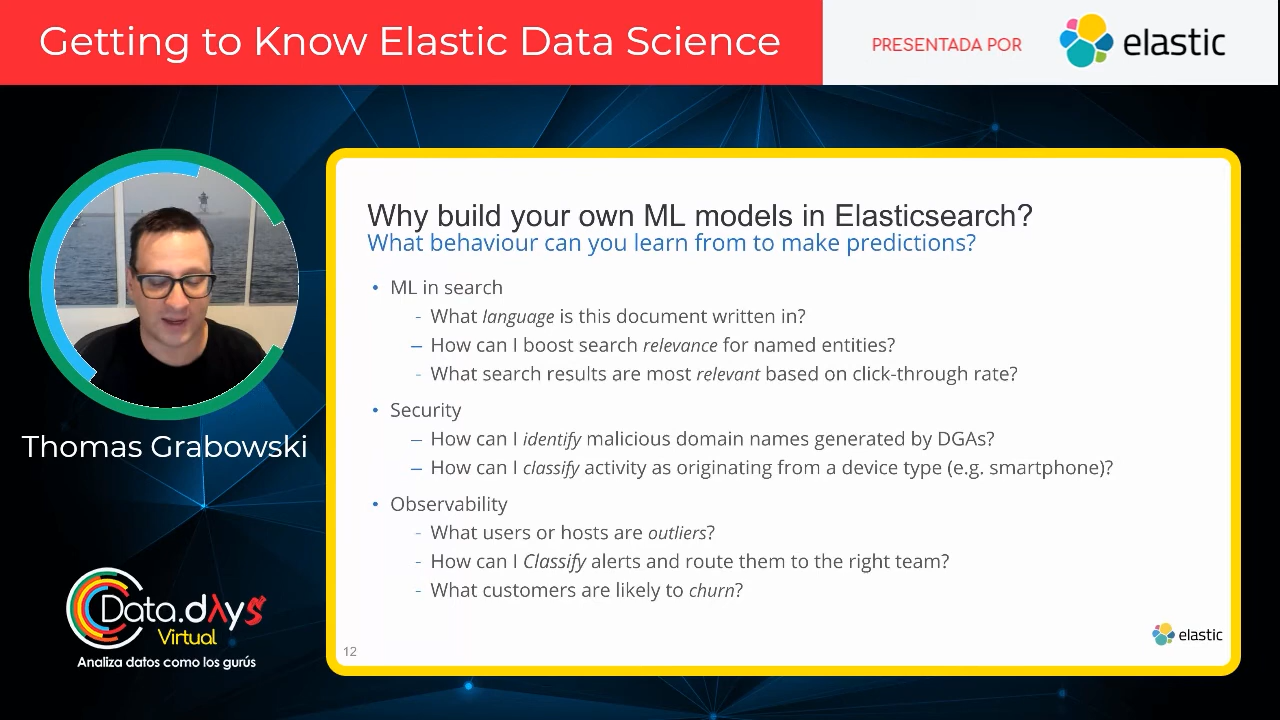 Getting to Know Elastic Data Science
PRESENTADA POR
elastic
Why build your own ML models in Elasticsearch?
What behaviour can you learn from to make predictions?
• ML in search
- What language is this document written in?
– How can I boost search relevance for named entities?
- What search results are most relevant based on click-through rate?
• Security
– How can I identify malicious domain names generated by DGAs?
– How can I classify activity as originating from a device type (e.g. smartphone)?
• Observability
- What users or hosts are outliers?
- How can I Classify alerts and route them to the right team?
- What customers are likely to churn?
12
elastic
Thomas Grabowski
Data.dλys
Virtual
Analiza datos como los gurús